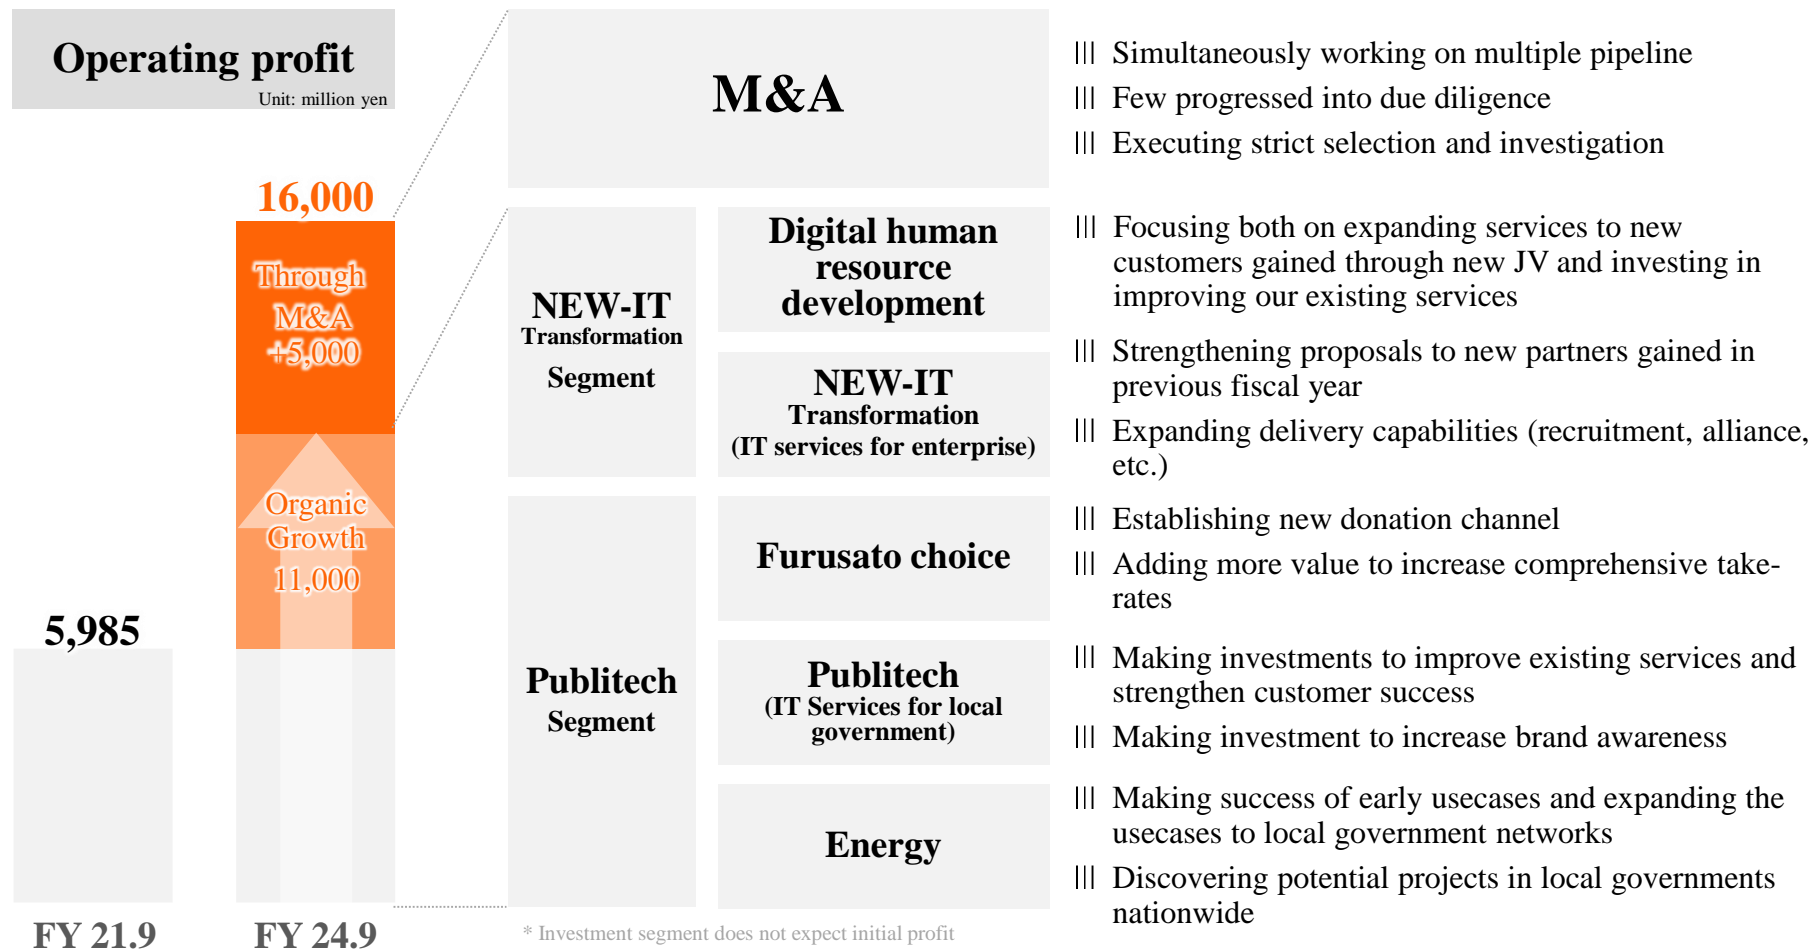 Operating profit
Unit: million yen
16,000
Through
M&A
+5,000
Organic
Growth
11,000
5,985
FY 21.9
FY 24.9
M&A
||| Simultaneously working on multiple pipeline
||| Few progressed into due diligence
||| Executing strict selection and investigation
NEW-IT
Transformation
Segment
Digital human
resource
development
||| Focusing both on expanding services to new
customers gained through new JV and investing in
improving our existing services
NEW-IT
Transformation
(IT services for enterprise)
||| Strengthening proposals to new partners gained in
previous fiscal year
||| Expanding delivery capabilities (recruitment, alliance,
etc.)
Publitech
Segment
Furusato choice
||| Establishing new donation channel
||| Adding more value to increase comprehensive take-
rates
Publitech
(IT Services for local
government)
||| Making investments to improve existing services and
strengthen customer success
||| Making investment to increase brand awareness
Energy
||| Making success of early usecases and expanding the
usecases to local government networks
||| Discovering potential projects in local governments
nationwide
* Investment segment does not expect initial profit